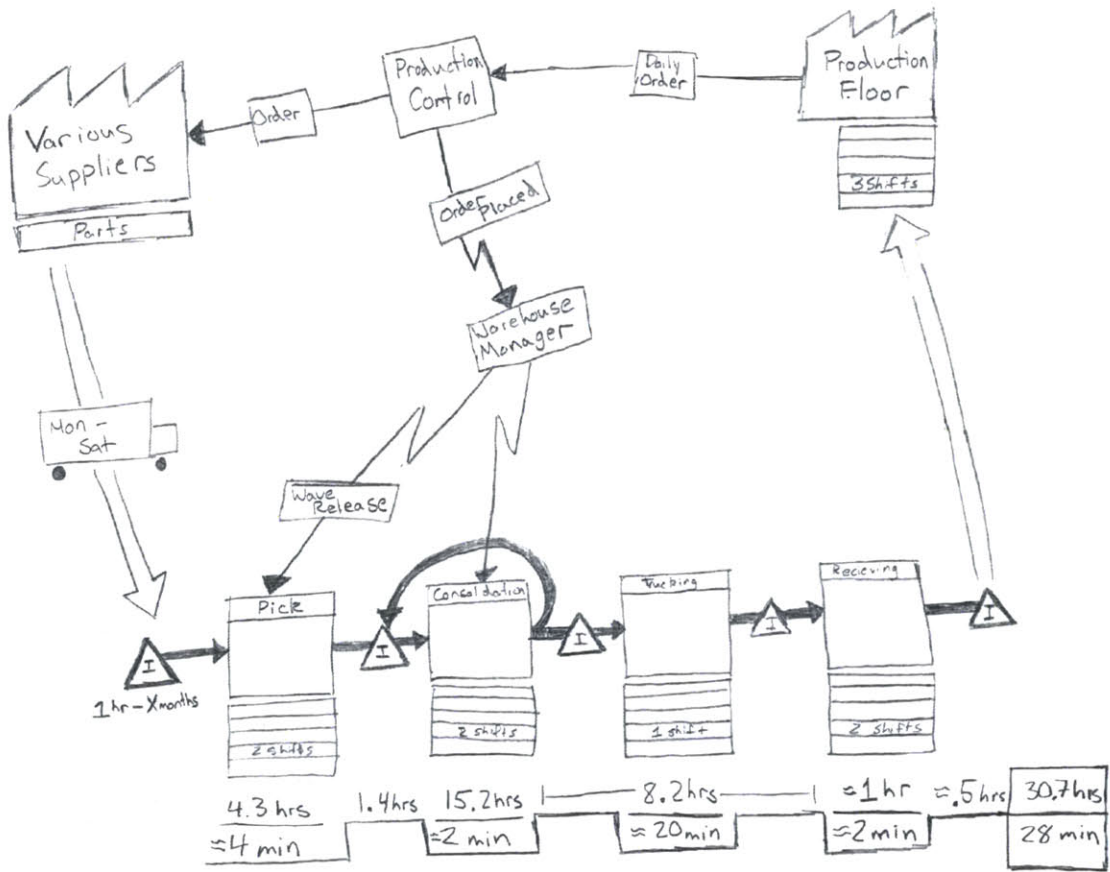 Various
Suppliers
Parts
Order
Production
Control
Daily
Order
Production
Floor
3 Shifts
Order Placed
Warehouse
Manager
Mon -
Sat
Wave
Release
I
1 hr - X months
Pick
2 shifts
I
Consolidation
2 shifts
I
Trucking
1 shift
I
Recieving
2 shifts
I
4.3 hrs
≈4 min
1.4 hrs
15.2 hrs
≈2 min
8.2 hrs
≈ 20 min
≈ 1 hr
≈2 min
≈.5 hrs
30.7 hrs
28 min